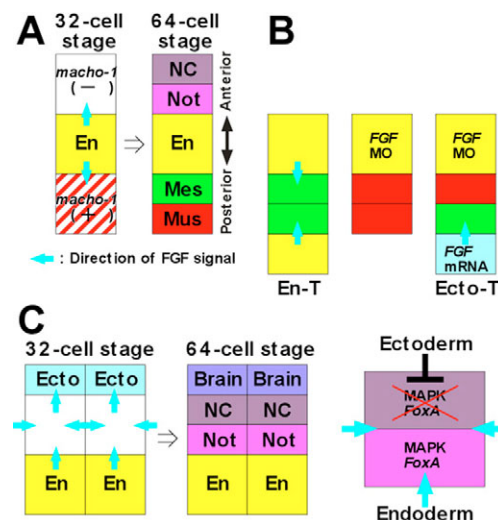 A
32-cell
stage
64-cell
stage
macho-1
( — )
En
macho-1
( + )
⇒
NC
Not
En
Mes
Mus
Anterior
Posterior
: Direction of FGF signal
B
En-T
FGF
MO
FGF
MO
FGF
mRNA
Ecto-T
C
32-cell stage
64-cell stage
Ecto Ecto
En En
⇒
Brain Brain
NC NC
Not Not
En En
Ectoderm
MAPK
FoxA
MAPK
FoxA
Endoderm